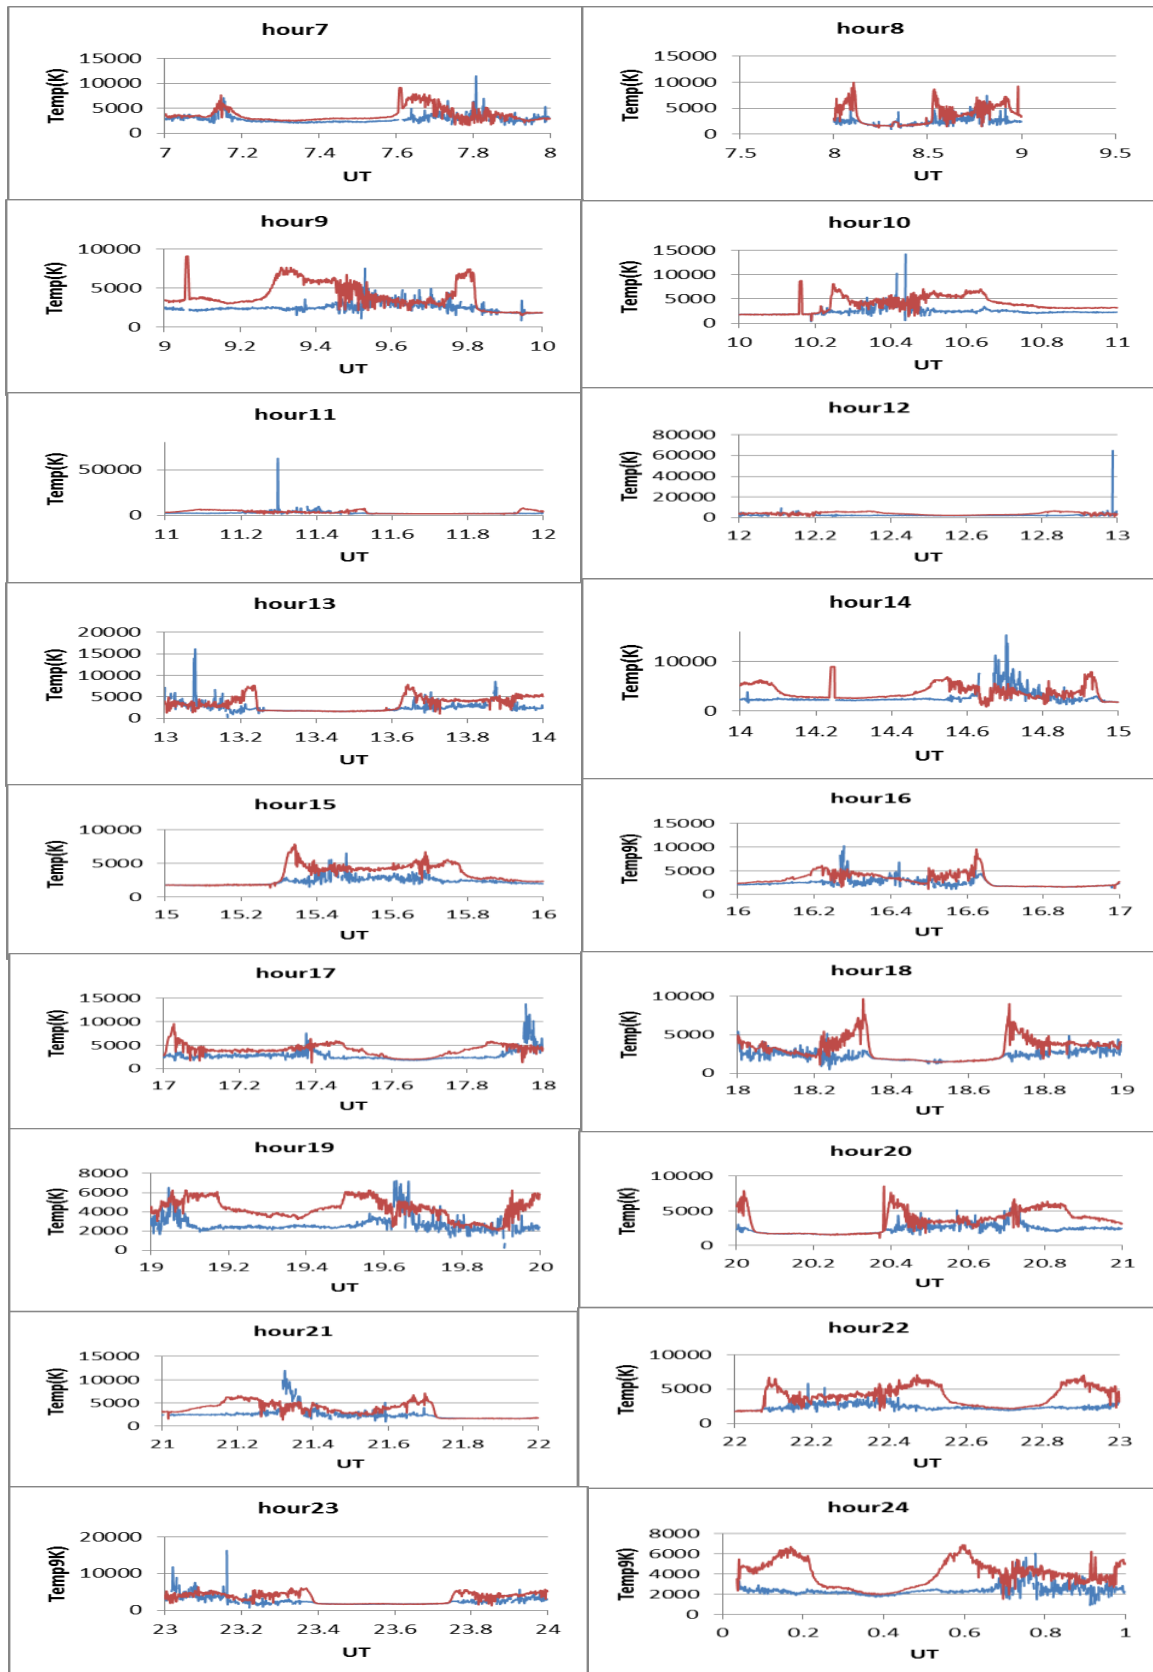 hour7
15000
10000
5000
0
Temp(K)
7 7.2 7.4 7.6 7.8 8
UT
hour8
15000
10000
5000
0
Temp(K)
7.5 8 8.5 9 9.5
UT
hour9
10000
5000
0
Temp(K)
9 9.2 9.4 9.6 9.8 10
UT
hour10
15000
10000
5000
0
Temp(K)
10 10.2 10.4 10.6 10.8 11
UT
hour11
50000
0
Temp(K)
11 11.2 11.4 11.6 11.8 12
UT
hour12
80000
60000
40000
20000
0
Temp(K)
12 12.2 12.4 12.6 12.8 13
UT
hour13
20000
15000
10000
5000
0
Temp(K)
13 13.2 13.4 13.6 13.8 14
UT
hour14
10000
0
Temp(K)
14 14.2 14.4 14.6 14.8 15
UT
hour15
10000
5000
0
Temp(K)
15 15.2 15.4 15.6 15.8 16
UT
hour16
15000
10000
5000
0
Temp9K)
16 16.2 16.4 16.6 16.8 17
UT
hour17
15000
10000
5000
0
Temp(K)
17 17.2 17.4 17.6 17.8 18
UT
hour18
10000
5000
0
Temp(K)
18 18.2 18.4 18.6 18.8 19
UT
hour19
8000
6000
4000
2000
0
Temp(K)
19 19.2 19.4 19.6 19.8 20
UT
hour20
10000
5000
0
Temp(K)
20 20.2 20.4 20.6 20.8 21
UT
hour21
15000
10000
5000
0
Temp(K)
21 21.2 21.4 21.6 21.8 22
UT
hour22
10000
5000
0
Temp(K)
22 22.2 22.4 22.6 22.8 23
UT
hour23
20000
10000
0
Temp9K)
23 23.2 23.4 23.6 23.8 24
UT
hour24
8000
6000
4000
2000
0
Temp9K)
0 0.2 0.4 0.6 0.8 1
UT